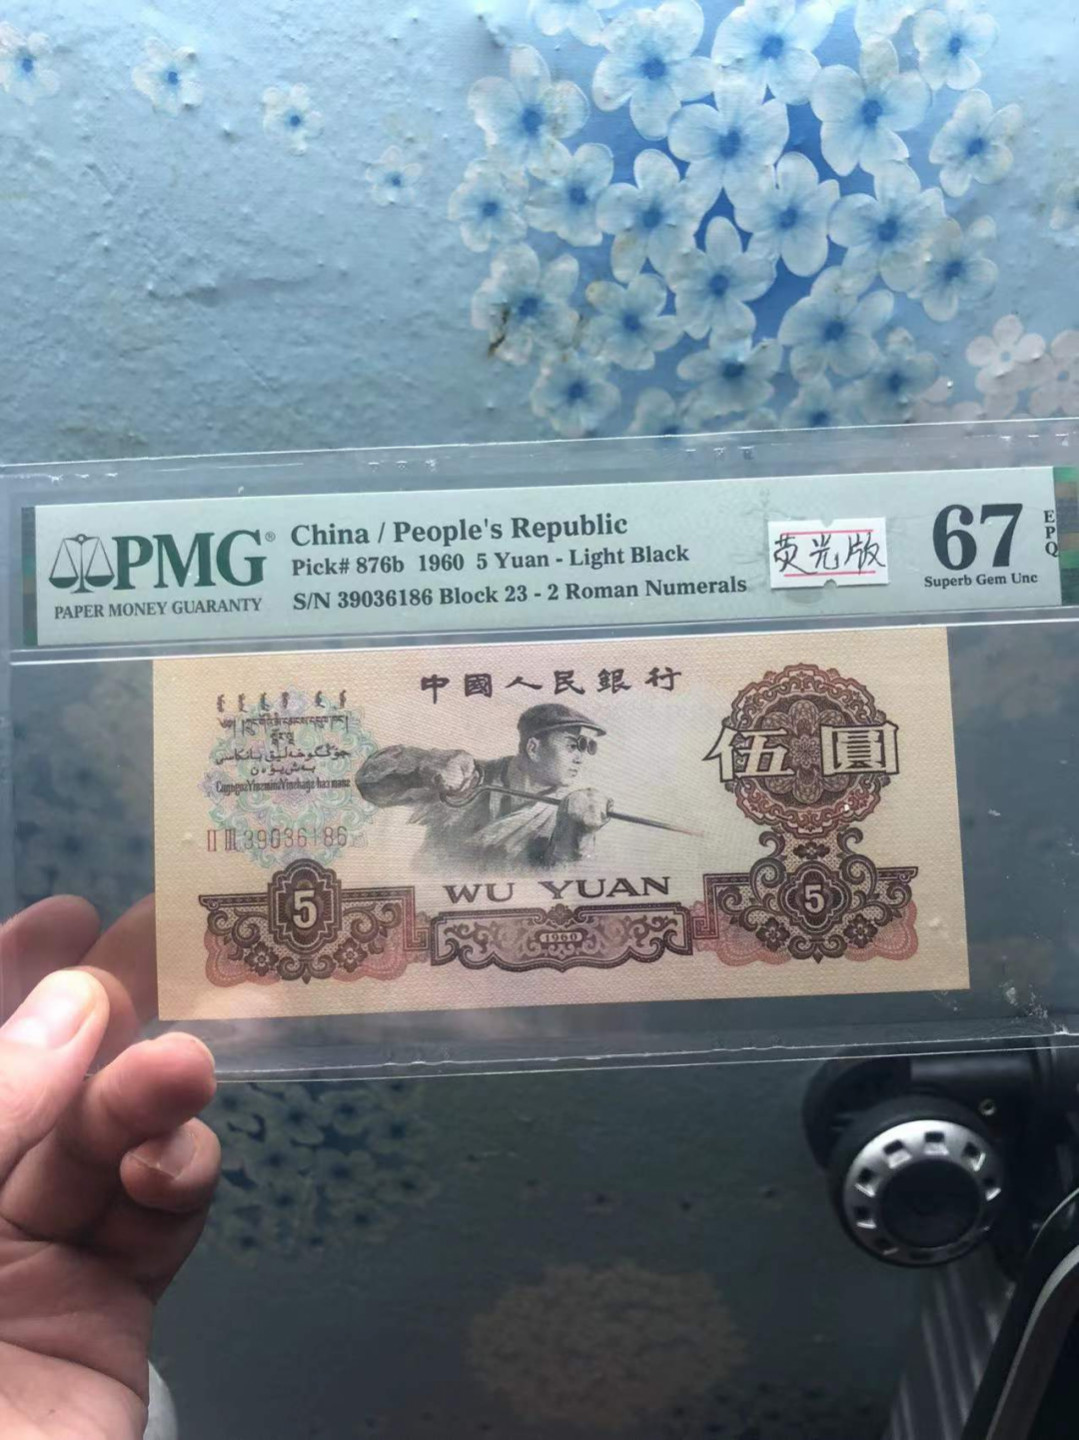 PMG®
PAPER MONEY GUARANTY
China / People's Republic
Pick# 876b 1960 5 Yuan - Light Black
S/N 39036186 Block 23 - 2 Roman Numerals
荧光版
67
EPQ
Superb Gem Unc
中國人民銀行
伍圓
ⅡⅢ 39036186
WU YUAN
5
1960
5